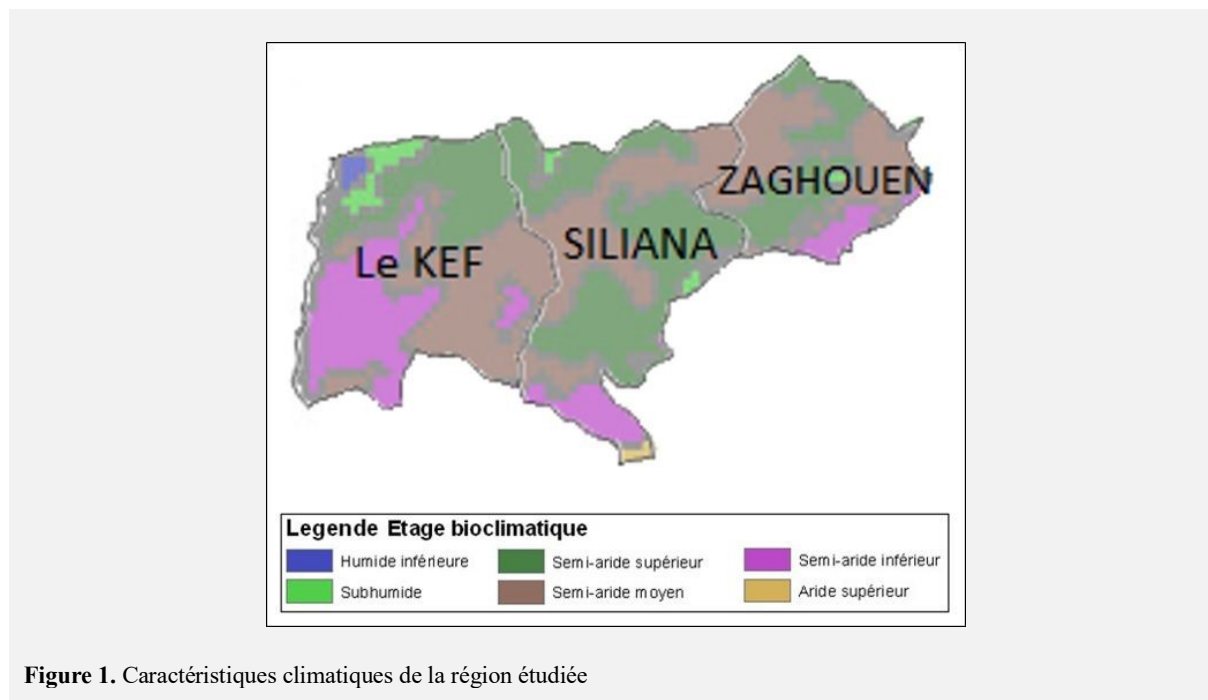 ZAGHOUEN
SILIANA
Le KEF
Legende Etage bioclimatique
Humide inférieure
Semi-aride supérieur
Semi-aride inférieur
Subhumide
Semi-aride moyen
Aride supérieur
Figure 1. Caractéristiques climatiques de la région étudiée